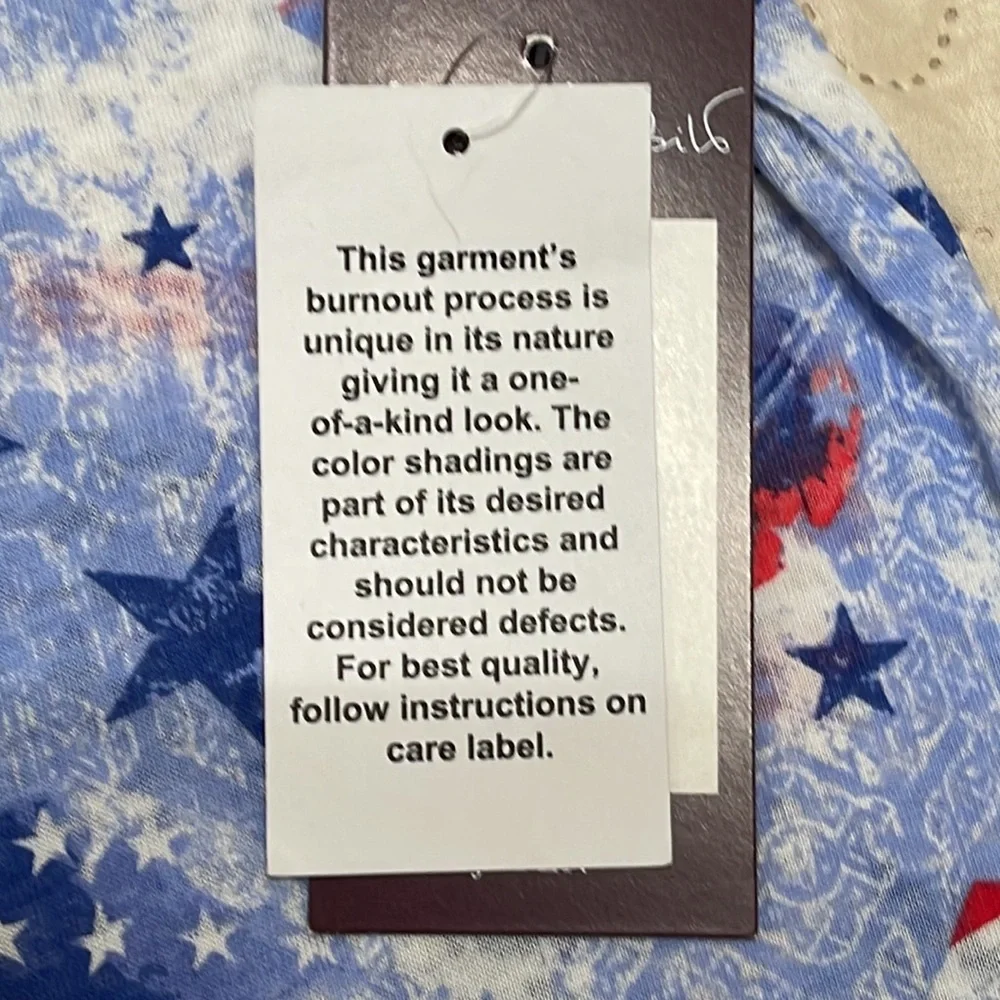 This garment's
burnout process is
unique in its nature
giving it a one-
of-a-kind look. The
color shadings are
part of its desired
characteristics and
should not be
considered defects.
For best quality,
follow instructions on
care label.